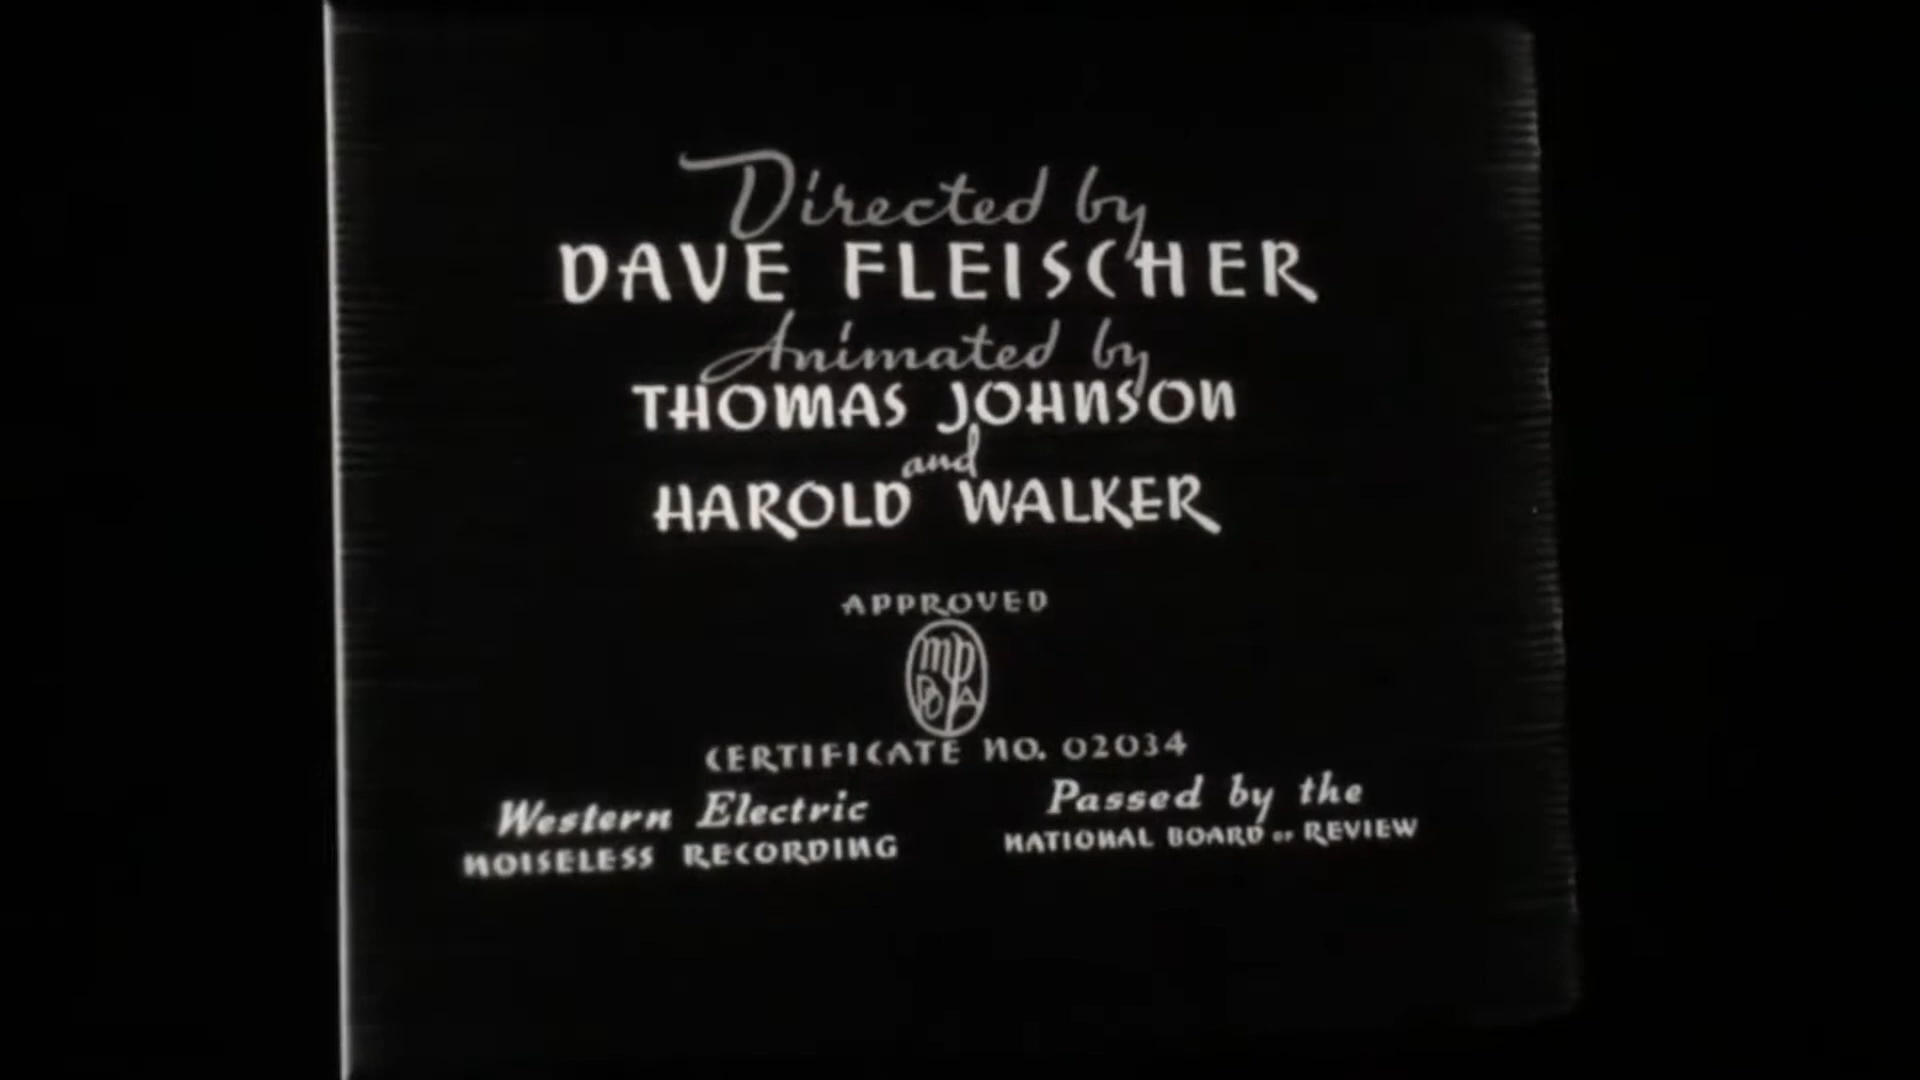 Directed by
DAVE FLEISCHER
Animated by
THOMAS JOHNSON
and
HAROLD WALKER
APPROVED
MPPDA
CERTIFICATE NO. 02034
Western Electric
NOISELESS RECORDING
Passed by the
NATIONAL BOARD OF REVIEW